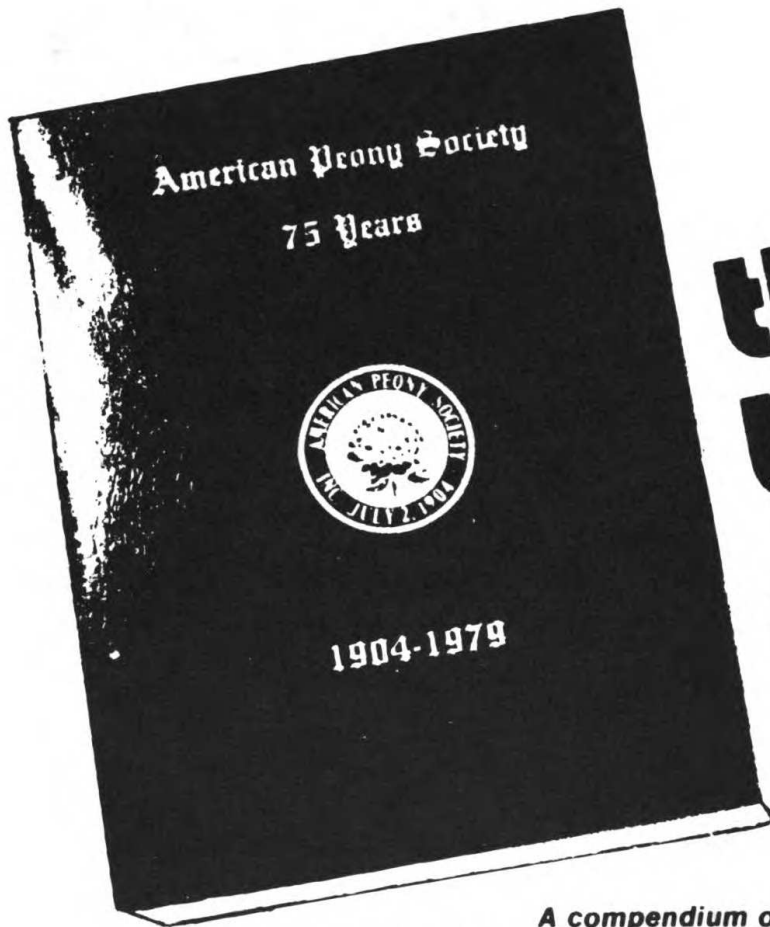 American Peony Society
75 Years
AMERICAN PEONY SOCIETY
INC. JULY 2, 1904
1904-1979
A compendium